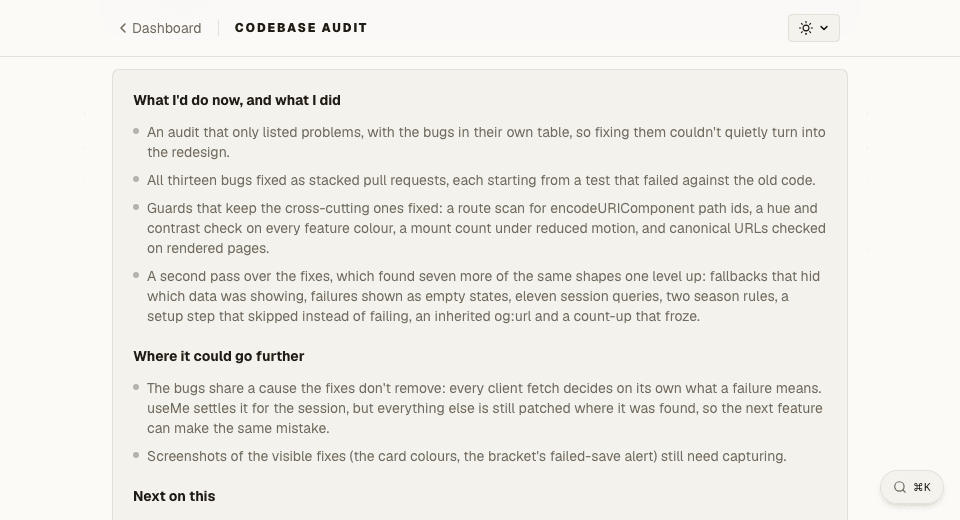 Dashboard
CODEBASE AUDIT
What I'd do now, and what I did
An audit that only listed problems, with the bugs in their own table, so fixing them couldn't quietly turn into
the redesign.
All thirteen bugs fixed as stacked pull requests, each starting from a test that failed against the old code.
Guards that keep the cross-cutting ones fixed: a route scan for encodeURIComponent path ids, a hue and
contrast check on every feature colour, a mount count under reduced motion, and canonical URLs checked
on rendered pages.
A second pass over the fixes, which found seven more of the same shapes one level up: fallbacks that hid
which data was showing, failures shown as empty states, eleven session queries, two season rules, a
setup step that skipped instead of failing, an inherited og:url and a count-up that froze.
Where it could go further
The bugs share a cause the fixes don't remove: every client fetch decides on its own what a failure means.
useMe settles it for the session, but everything else is still patched where it was found, so the next feature
can make the same mistake.
Screenshots of the visible fixes (the card colours, the bracket's failed-save alert) still need capturing.
Next on this
⌘K